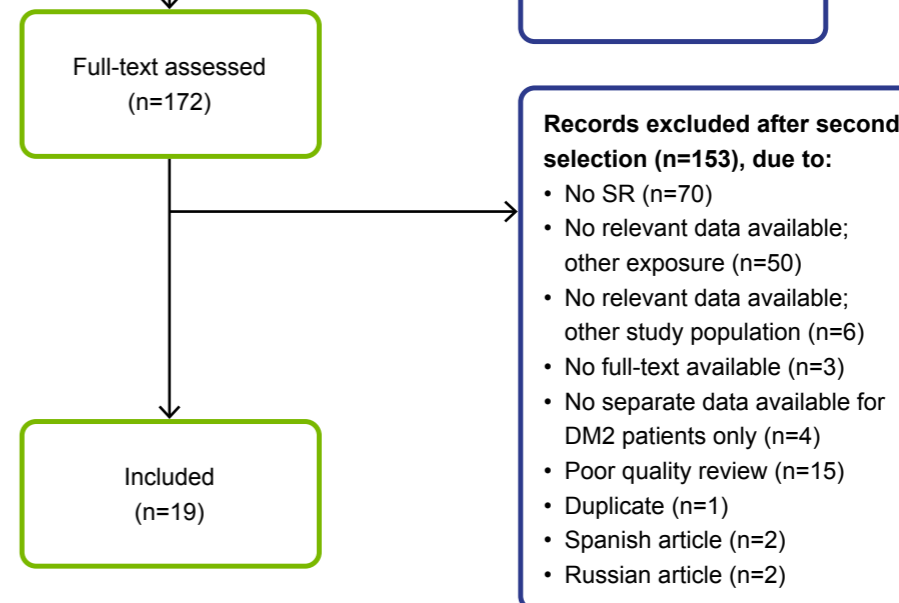 Full-text assessed
(n=172)
Records excluded after second
selection (n=153), due to:
• No SR (n=70)
• No relevant data available;
other exposure (n=50)
• No relevant data available;
other study population (n=6)
• No full-text available (n=3)
• No separate data available for
DM2 patients only (n=4)
• Poor quality review (n=15)
• Duplicate (n=1)
• Spanish article (n=2)
• Russian article (n=2)
Included
(n=19)